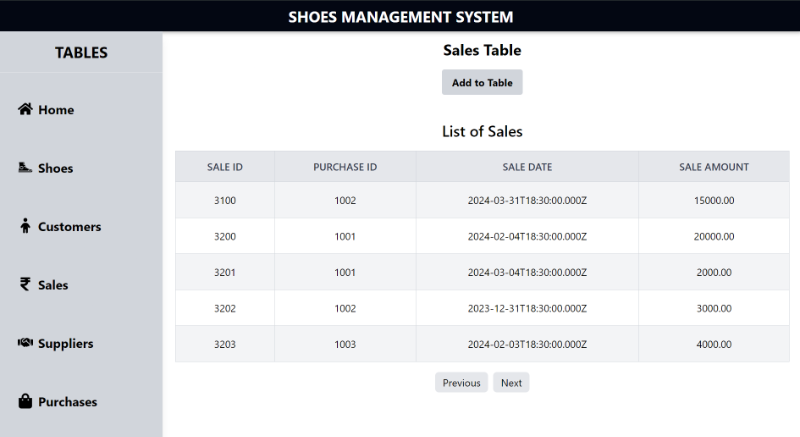 SHOES MANAGEMENT SYSTEM
TABLES
Home
Shoes
Customers
Sales
Suppliers
Purchases
Sales Table
Add to Table
List of Sales
SALE ID PURCHASE ID SALE DATE SALE AMOUNT
3100 1002 2024-03-31T18:30:00.000Z 15000.00
3200 1001 2024-02-04T18:30:00.000Z 20000.00
3201 1001 2024-03-04T18:30:00.000Z 2000.00
3202 1002 2023-12-31T18:30:00.000Z 3000.00
3203 1003 2024-02-03T18:30:00.000Z 4000.00
Previous Next